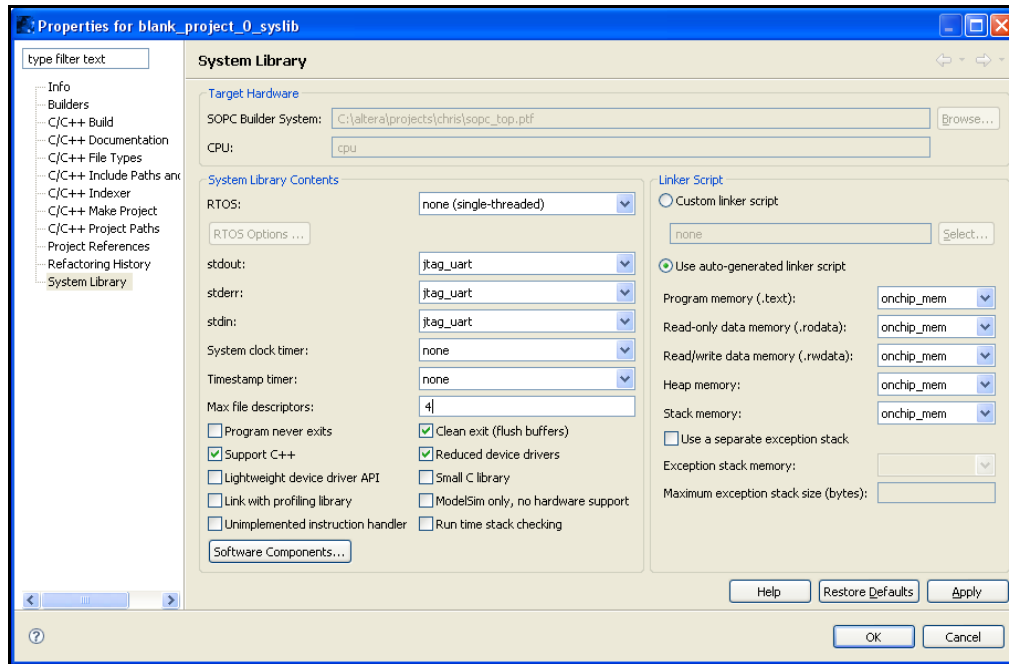 Properties for blank_project_0_syslib
type filter text
Info
Builders
C/C++ Build
C/C++ Documentation
C/C++ File Types
C/C++ Include Paths and
C/C++ Indexer
C/C++ Make Project
C/C++ Project Paths
Project References
Refactoring History
System Library
System Library
Target Hardware
SOPC Builder System: C:\altera\projects\chris\sopc_top.ptf Browse...
CPU: cpu
System Library Contents
RTOS: none (single-threaded)
RTOS Options ...
stdout: jtag_uart
stderr: jtag_uart
stdin: jtag_uart
System clock timer: none
Timestamp timer: none
Max file descriptors: 4
Program never exits Clean exit (flush buffers)
Support C++ Reduced device drivers
Lightweight device driver API Small C library
Link with profiling library ModelSim only, no hardware support
Unimplemented instruction handler Run time stack checking
Software Components...
Linker Script
Custom linker script
none Select...
Use auto-generated linker script
Program memory (.text): onchip_mem
Read-only data memory (.rodata): onchip_mem
Read/write data memory (.rwdata): onchip_mem
Heap memory: onchip_mem
Stack memory: onchip_mem
Use a separate exception stack
Exception stack memory:
Maximum exception stack size (bytes):
Help Restore Defaults Apply
OK Cancel